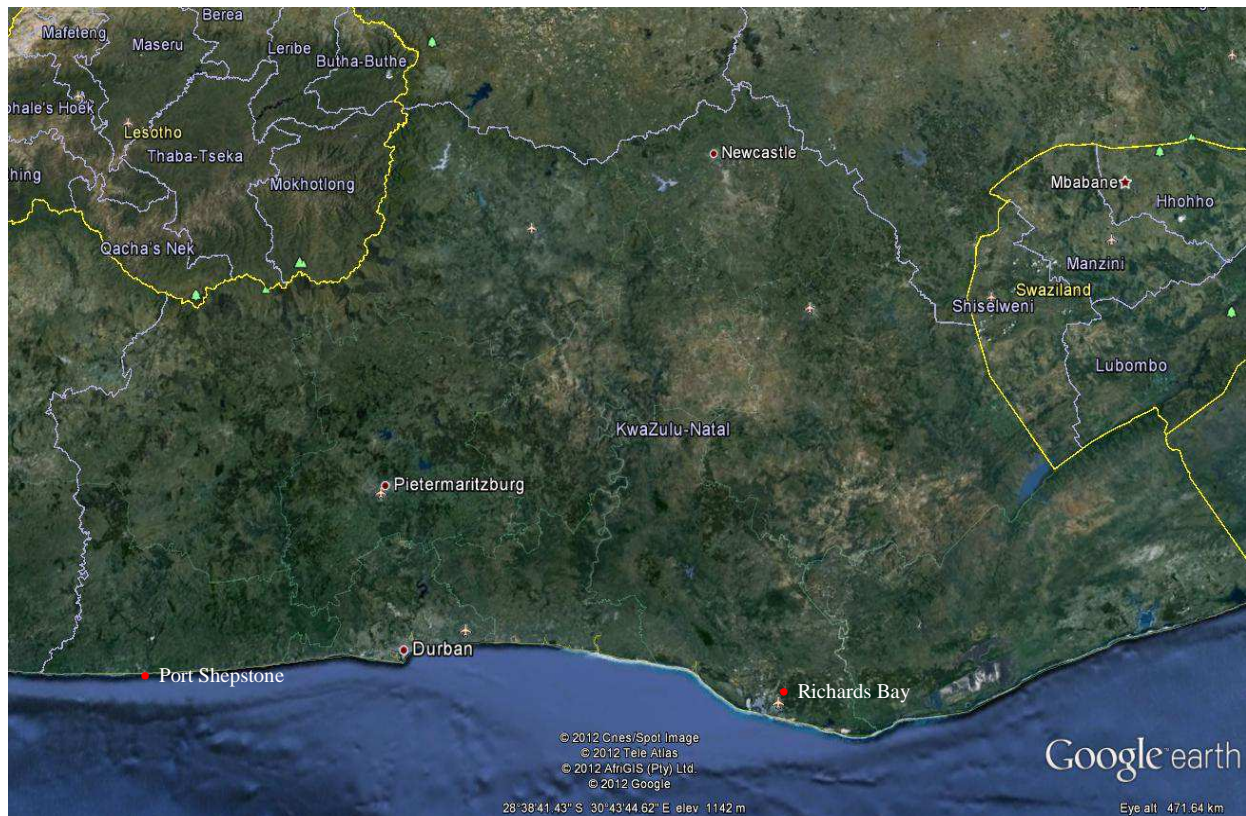 Berea
Mafeteng
Maseru
Leribe
Butha-Buthe
ohale's Hoek
Lesotho
Thaba-Tseka
Mokhotlong
Newcastle
Mbabane
Hhohho
Qacha's Nek
Manzini
Swaziland
Shiselweni
Lubombo
KwaZulu-Natal
Pietermaritzburg
Durban
Port Shepstone
Richards Bay
© 2012 Cnes/Spot Image
© 2012 Tele Atlas
© 2012 AfriGIS (Pty) Ltd.
© 2012 Google
Google earth
28°38'41.43" S 30°43'44.62" E elev 1142 m
Eye alt 471.64 km